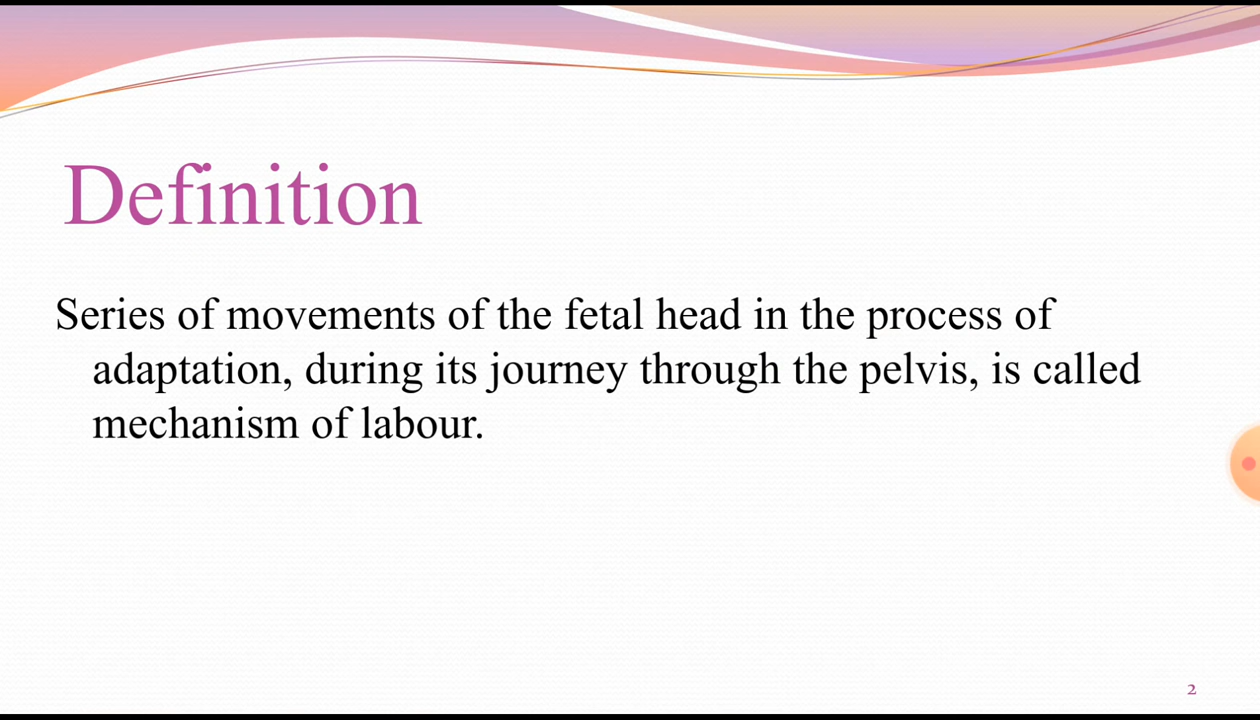 Definition
Series of movements of the fetal head in the process of
adaptation, during its journey through the pelvis, is called
mechanism of labour.
2